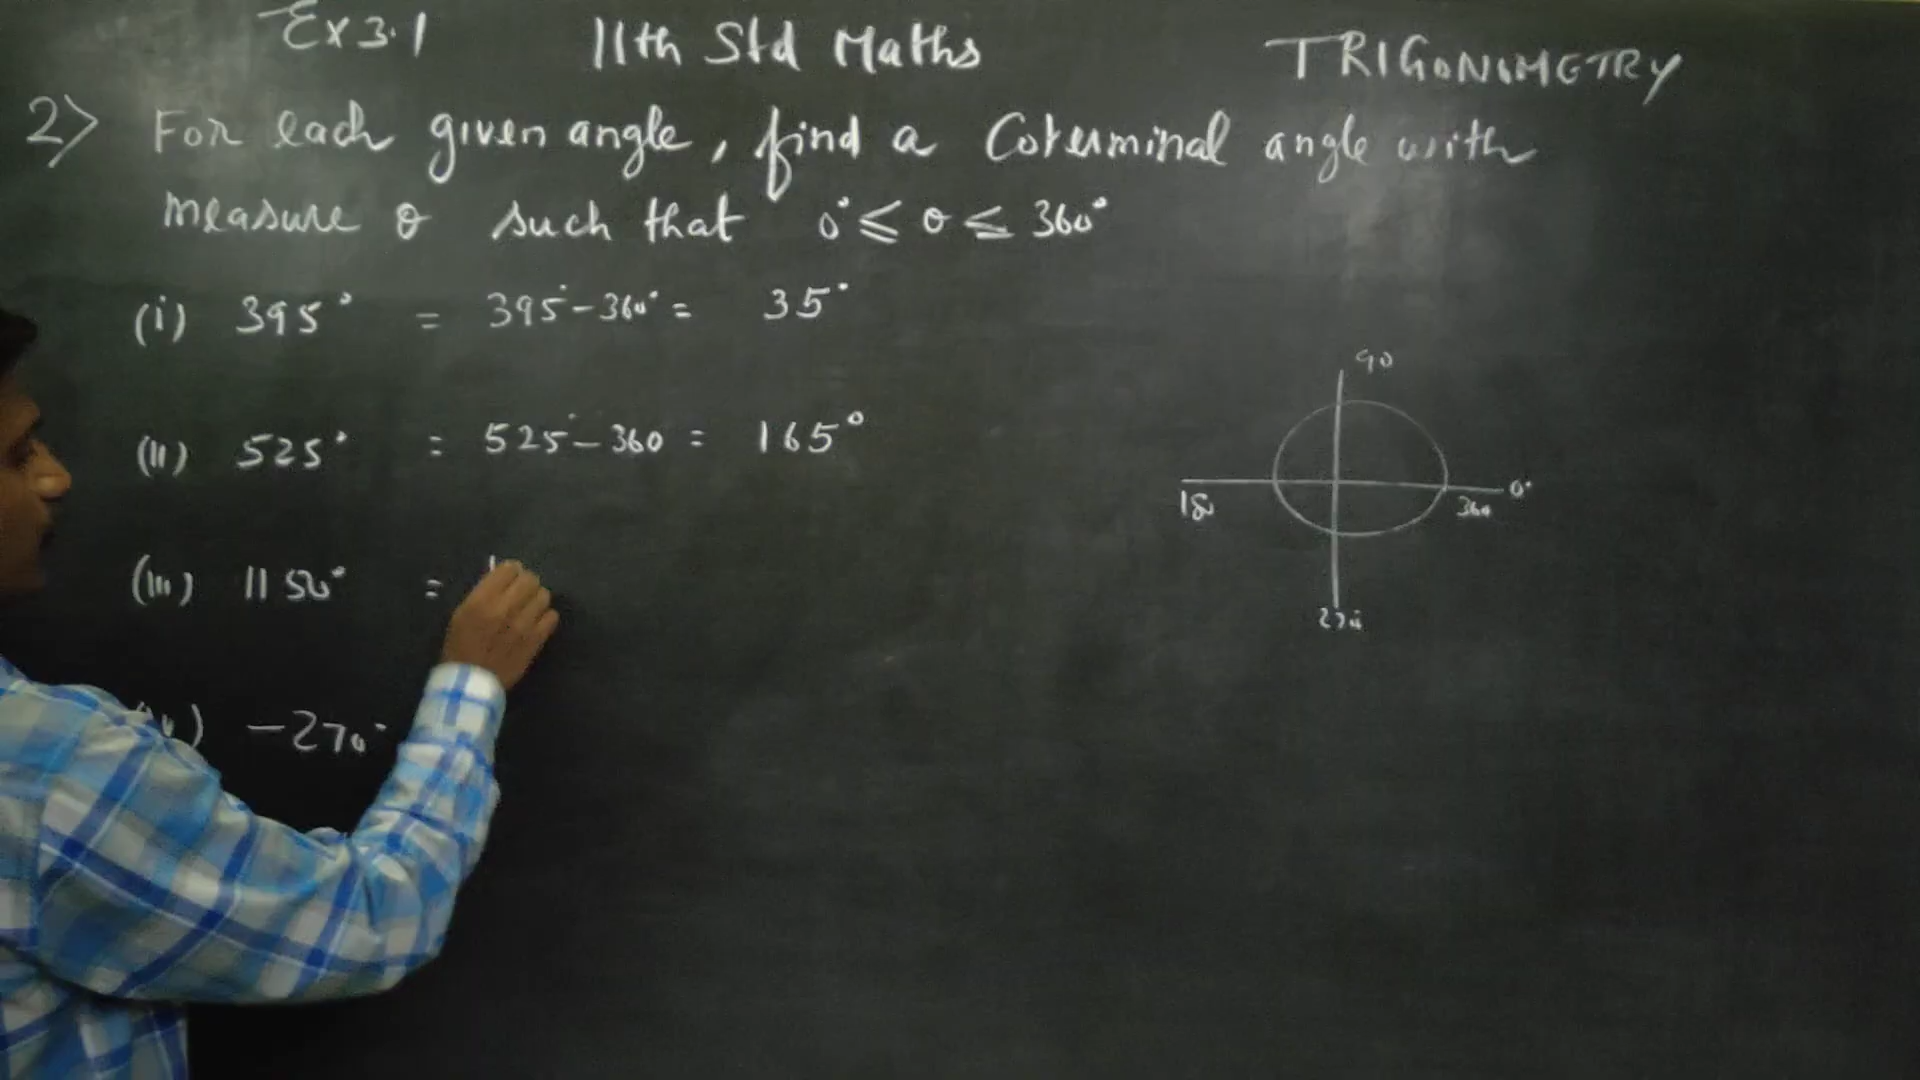 Ex 3.1 11th Std Maths TRIGONOMETRY
2) For each given angle, find a Coterminal angle with
measure θ such that 0° ≤ θ ≤ 360°
(i) 395° = 395° - 360° = 35°
(ii) 525° = 525° - 360 = 165°
(iii) 1150° =
-270°
90
180
360
0°
270